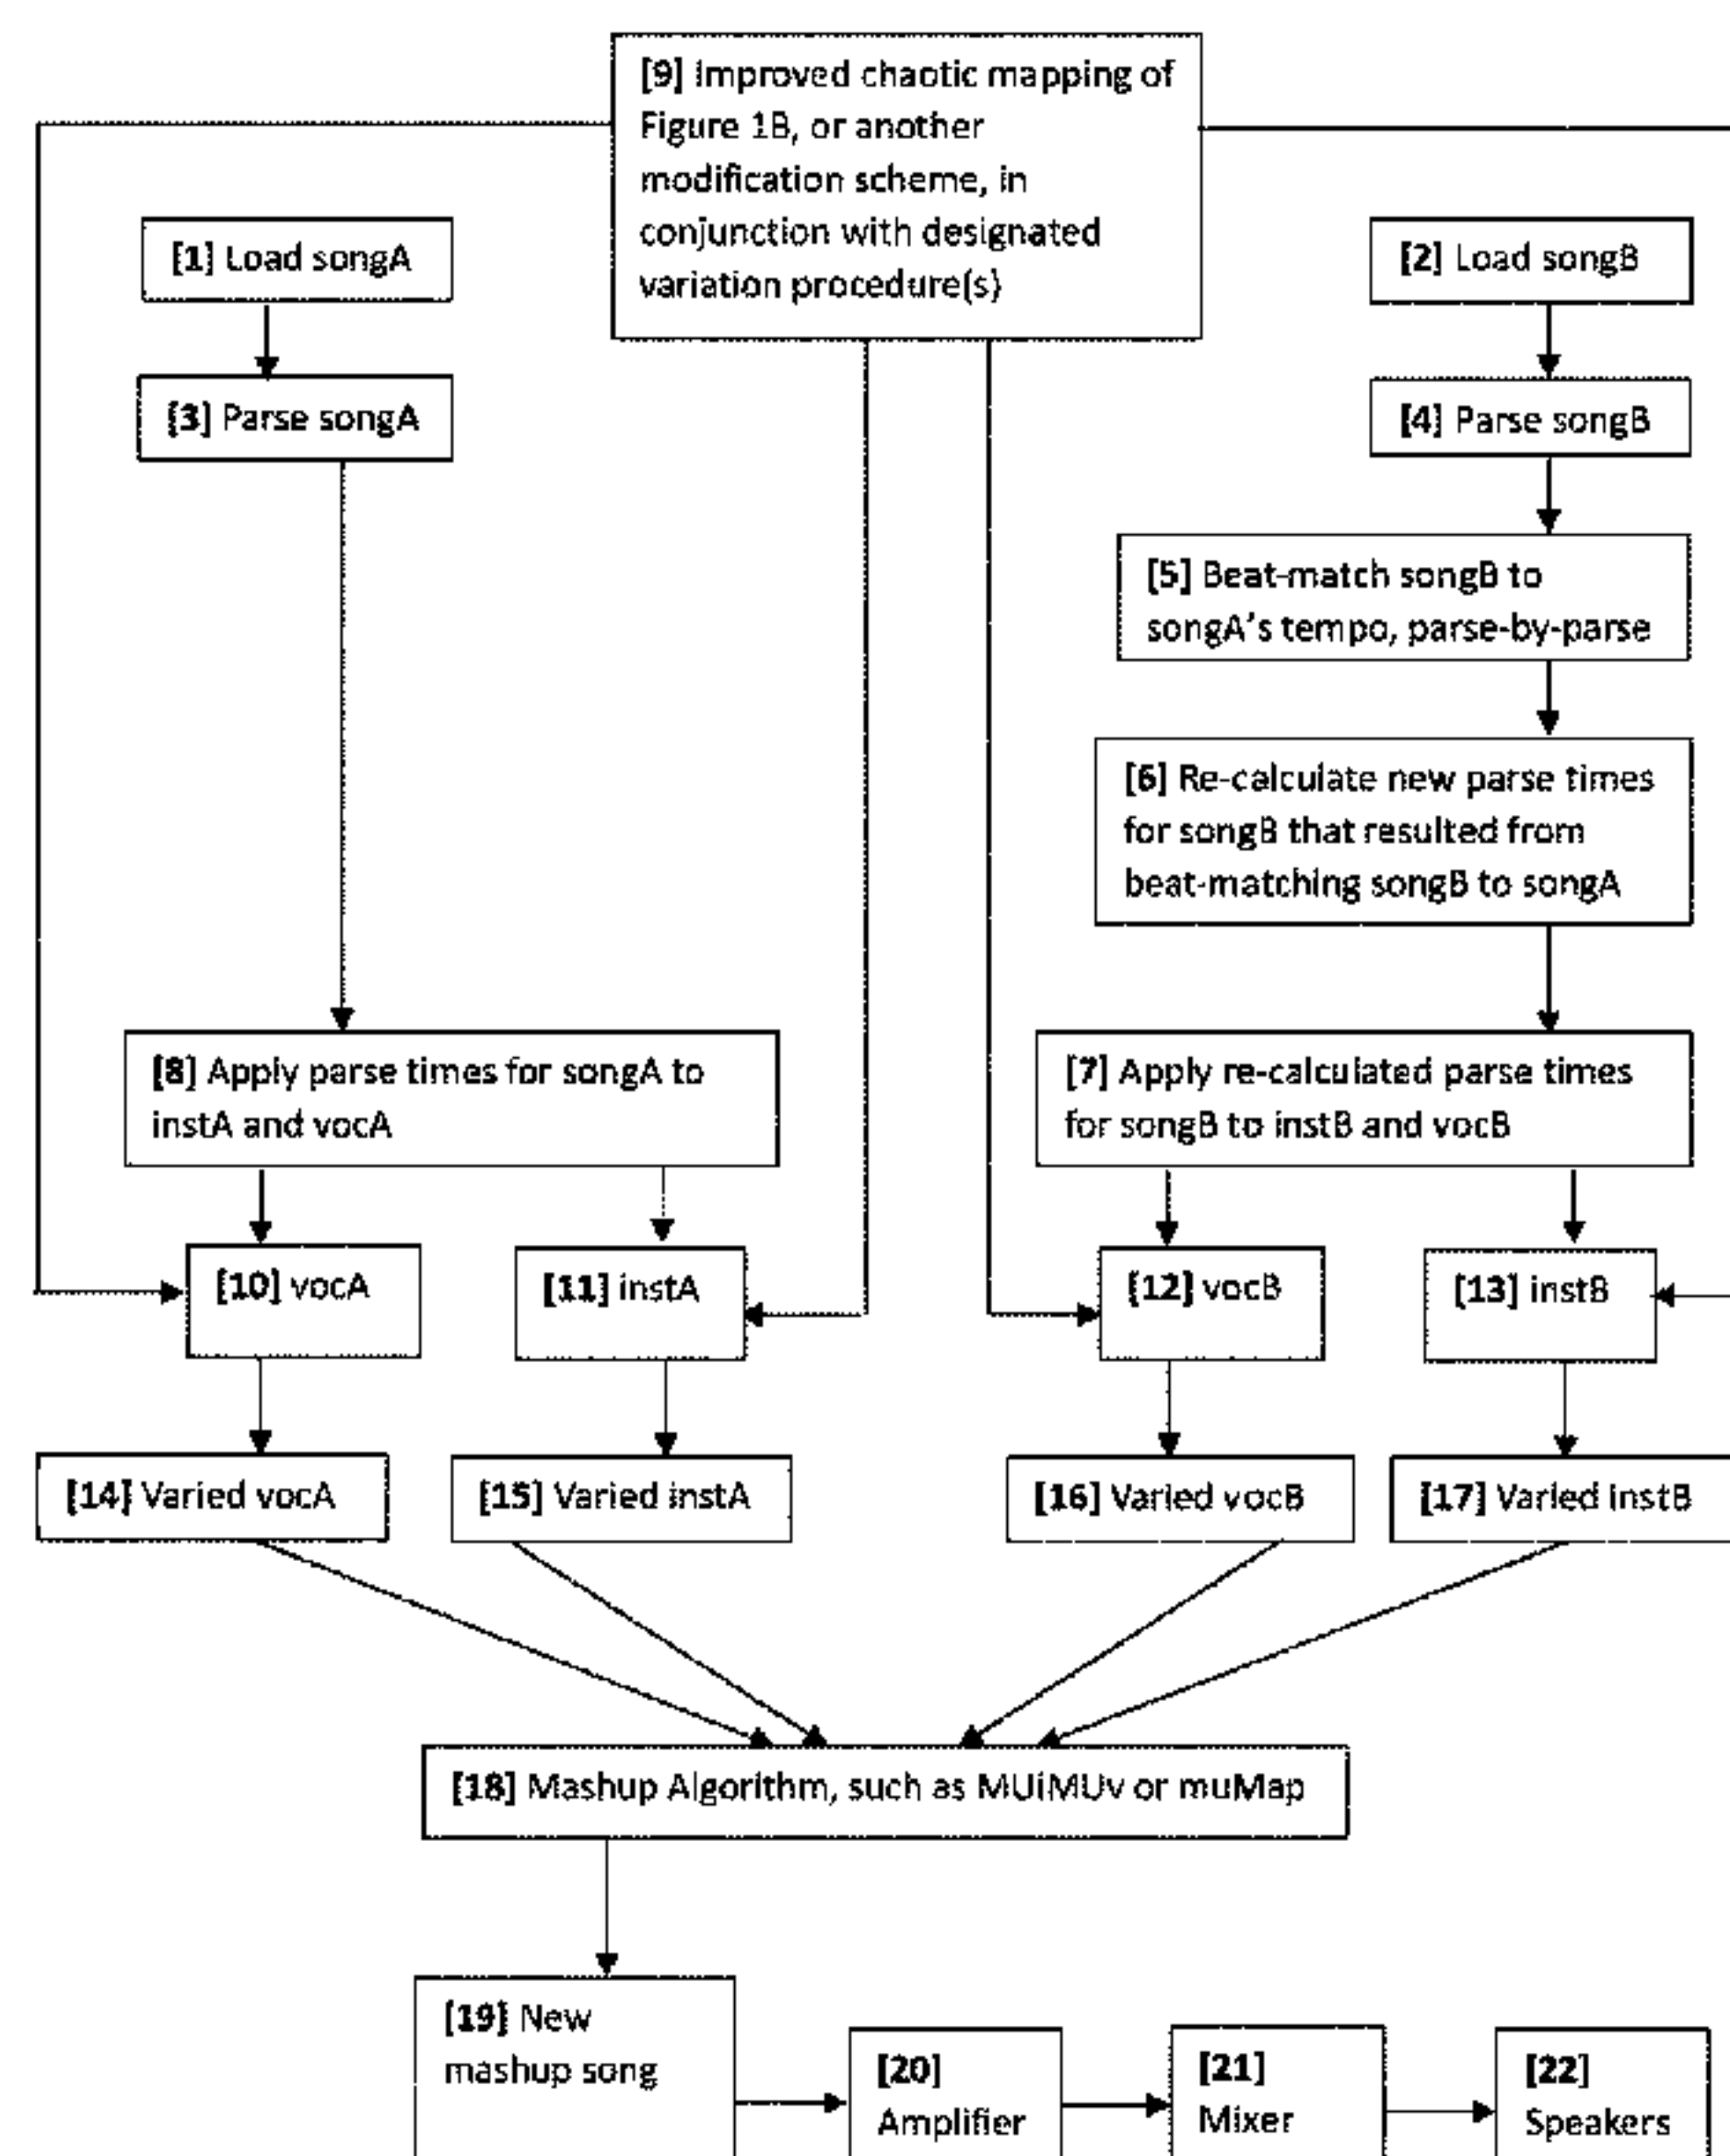 [9] Improved chaotic mapping of
Figure 1B, or another
modification scheme, in
conjunction with designated
variation procedure(s)
[1] Load songA
[2] Load songB
[3] Parse songA
[4] Parse songB
[5] Beat-match songB to
songA's tempo, parse-by-parse
[6] Re-calculate new parse times
for songB that resulted from
beat-matching songB to songA
[8] Apply parse times for songA to
instA and vocA
[7] Apply re-calculated parse times
for songB to instB and vocB
[10] vocA
[11] instA
[12] vocB
[13] instB
[14] Varied vocA
[15] Varied instA
[16] Varied vocB
[17] Varied instB
[18] Mashup Algorithm, such as MUiMUv or muMap
[19] New
mashup song
[20]
Amplifier
[21]
Mixer
[22]
Speakers